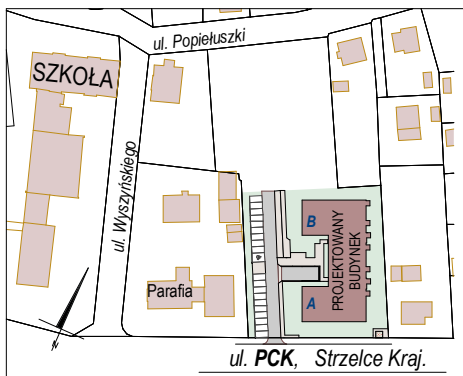 ul. Popiełuszki
SZKOŁA
ul. Wyszyńskiego
B
PROJEKTOWANY
BUDYNEK
Parafia
A
N
ul. PCK, Strzelce Kraj.